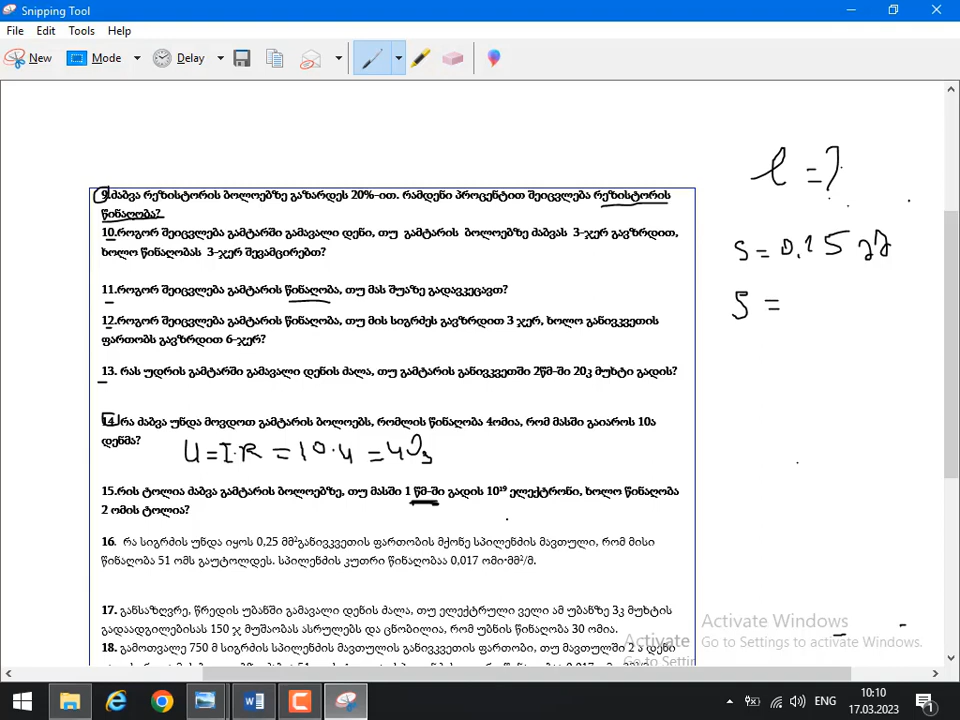 Snipping Tool
File Edit Tools Help
New Mode Delay
9.ძაბვა რეზისტორის ბოლოებზე გაზარდეს 20%-ით. რამდენი პროცენტით შეიცვლება რეზისტორის
წინაღობა?
10.როგორ შეიცვლება გამტარში გამავალი დენი, თუ გამტარის ბოლოებზე ძაბვას 3-ჯერ გავზრდით,
ხოლო წინაღობას 3-ჯერ შევამცირებთ?
11.როგორ შეიცვლება გამტარის წინაღობა, თუ მას შუაზე გადავკეცავთ?
12.როგორ შეიცვლება გამტარის წინაღობა, თუ მის სიგრძეს გავზრდით 3 ჯერ, ხოლო განივკვეთის
ფართობს გავზრდით 6-ჯერ?
13. რას უდრის გამტარში გამავალი დენის ძალა, თუ გამტარის განივკვეთში 2წმ-ში 20კ მუხტი გადის?
14.რა ძაბვა უნდა მოვდოთ გამტარის ბოლოებს, რომლის წინაღობა 4ომია, რომ მასში გაიაროს 10ა
დენმა?
U=I·R =10·4 =40ვ
15.რის ტოლია ძაბვა გამტარის ბოლოებზე, თუ მასში 1 წმ-ში გადის 10¹⁹ ელექტრონი, ხოლო წინაღობა
2 ომის ტოლია?
16. რა სიგრძის უნდა იყოს 0,25 მმ²განივკვეთის ფართობის მქონე სპილენძის მავთული, რომ მისი
წინაღობა 51 ომს გაუტოლდეს. სპილენძის კუთრი წინაღობაა 0,017 ომი·მმ²/მ.
17. განსაზღვრე, წრედის უბანში გამავალი დენის ძალა, თუ ელექტრული ველი ამ უბანზე 3კ მუხტის
გადაადგილებისას 150 ჯ მუშაობას ასრულებს და ცნობილია, რომ უბნის წინაღობა 30 ომია.
18. გამოთვალე 750 მ სიგრძის სპილენძის მავთულის განივკვეთის ფართობი, თუ მავთულში 2 ა დენი
l =?
S =
Activate Windows
Go to Settings to activate Windows.
Activate Windows
Go to Settin
ENG
10:10
17.03.2023
1